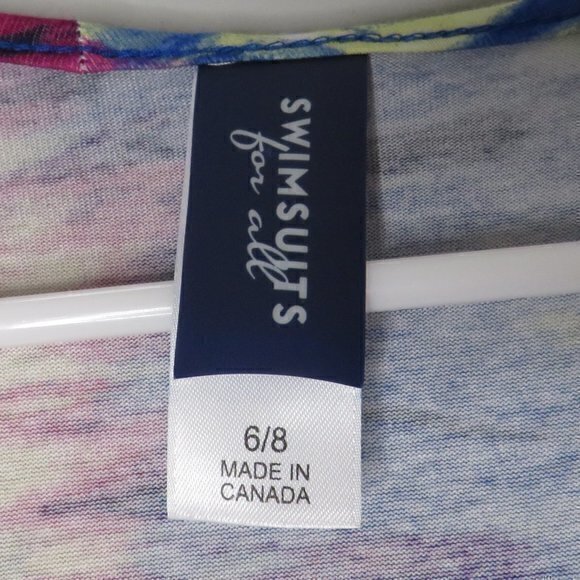 SWIMSUITS
for all
6/8
MADE IN
CANADA